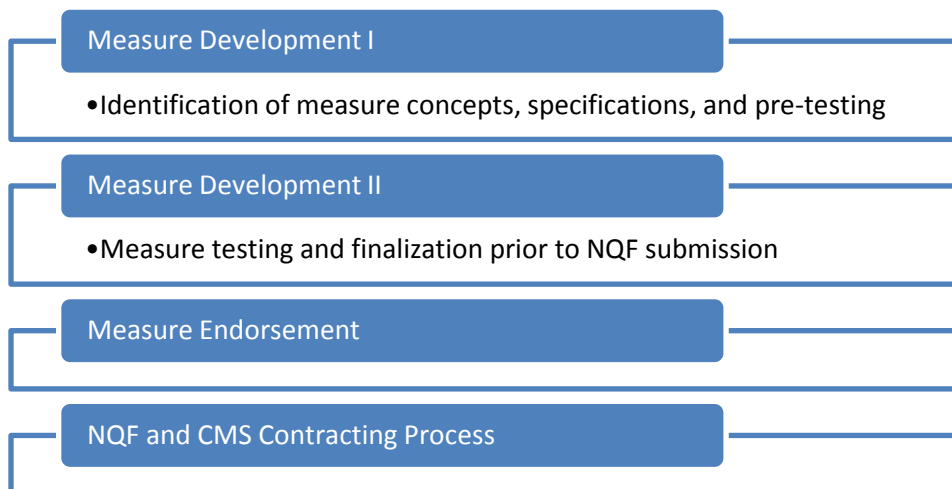 Measure Development I
•Identification of measure concepts, specifications, and pre-testing
Measure Development II
•Measure testing and finalization prior to NQF submission
Measure Endorsement
NQF and CMS Contracting Process